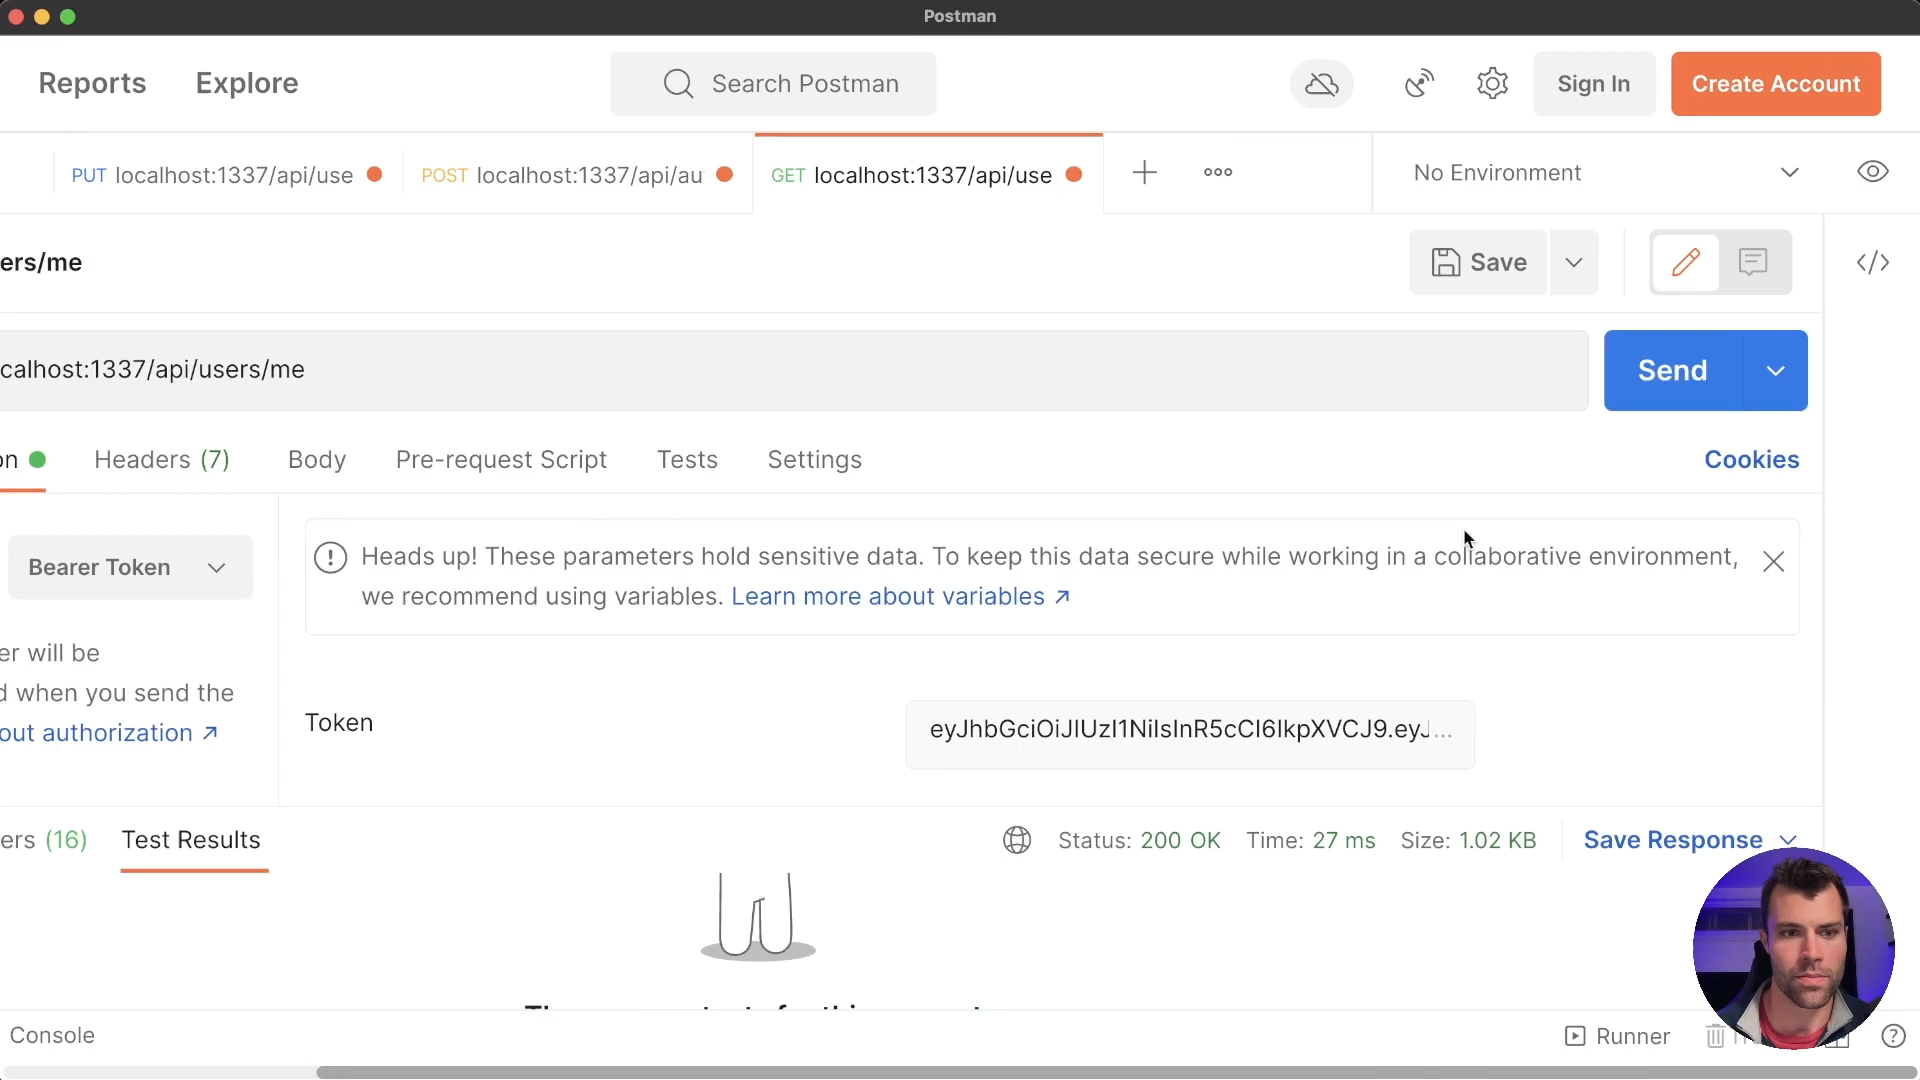 Postman
Reports Explore Search Postman Sign In Create Account
PUT localhost:1337/api/use POST localhost:1337/api/au GET localhost:1337/api/use No Environment
ers/me Save
calhost:1337/api/users/me Send
on Headers (7) Body Pre-request Script Tests Settings Cookies
Heads up! These parameters hold sensitive data. To keep this data secure while working in a collaborative environment,
we recommend using variables. Learn more about variables ↗
Bearer Token
er will be
d when you send the
out authorization ↗
Token eyJhbGciOiJIUzI1NiIsInR5cCI6IkpXVCJ9.eyJ...
ers (16) Test Results Status: 200 OK Time: 27 ms Size: 1.02 KB Save Response
Console Runner